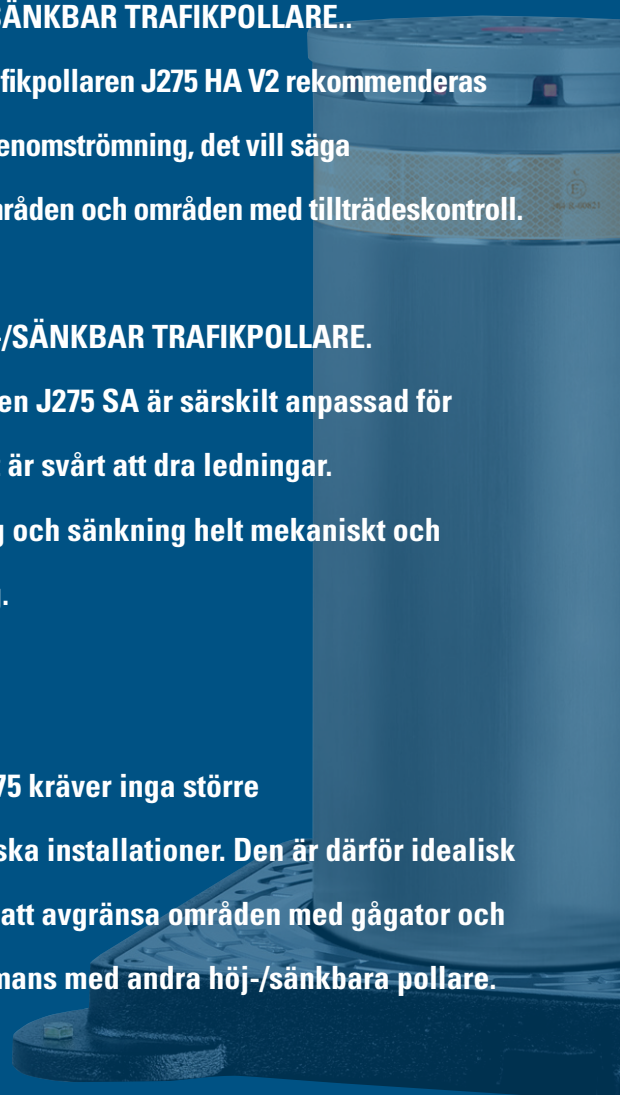 SÄNKBAR TRAFIKPOLLARE..
fikpollaren J275 HA V2 rekommenderas
enomströmning, det vill säga
mråden och områden med tillträdeskontroll.
-/SÄNKBAR TRAFIKPOLLARE.
en J275 SA är särskilt anpassad för
är svårt att dra ledningar.
g och sänkning helt mekaniskt och
75 kräver inga större
ska installationer. Den är därför idealisk
att avgränsa områden med gågator och
mans med andra höj-/sänkbara pollare.